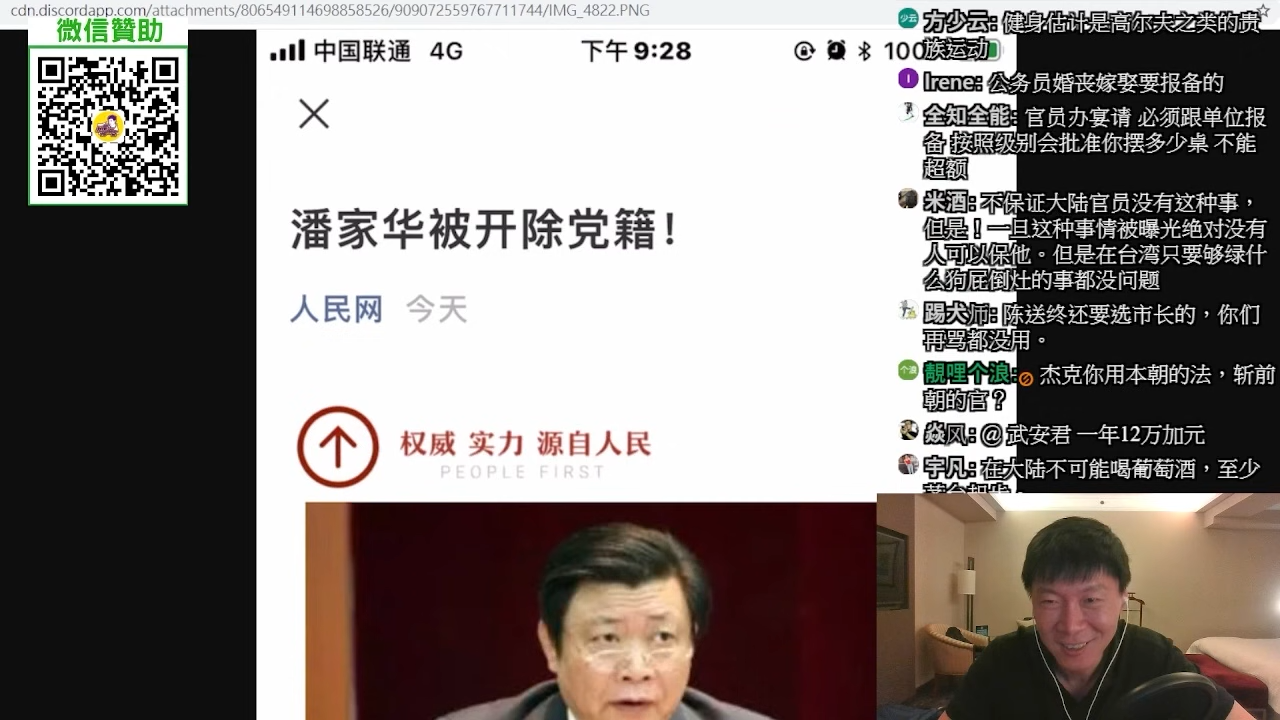 cdn.discordapp.com/attachments/806549114698858526/909072559767711744/IMG_4822.PNG
微信贊助
中国联通 4G 下午 9:28 100
潘家华被开除党籍！
人民网 今天
权威 实力 源自人民
PEOPLE FIRST
少云 方少云: 健身估计是高尔夫之类的贵
族运动
I Irene: 公务员婚丧嫁娶要报备的
全知全能: 官员办宴请 必须跟单位报
备 按照级别会批准你摆多少桌 不能
超额
米酒: 不保证大陆官员没有这种事，
但是！一旦这种事情被曝光绝对没有
人可以保他。但是在台湾只要够绿什
么狗屁倒灶的事都没问题
踢犬师: 陈送终还要选市长的，你们
再骂都没用。
个浪 靚哩个浪: 杰克你用本朝的法，斩前
朝的官？
焱风: @ 武安君 一年12万加元
宇凡: 在大陆不可能喝葡萄酒，至少